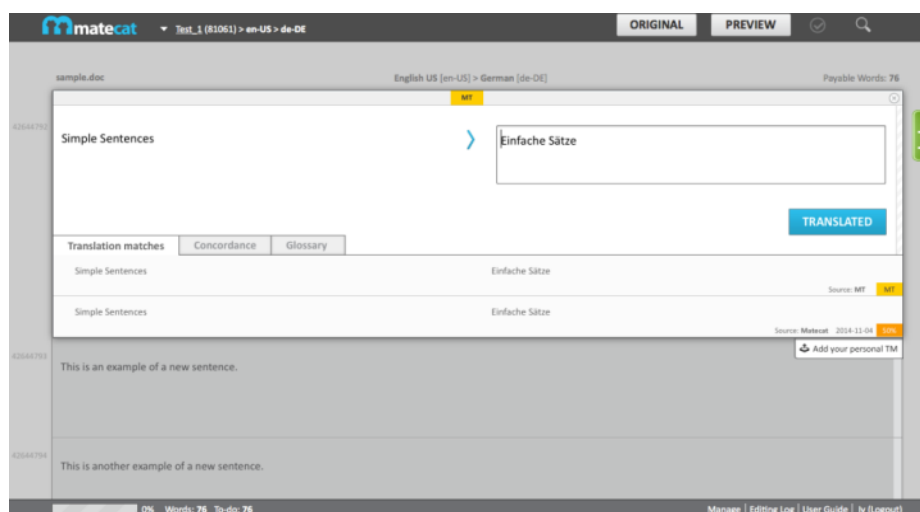 matecat Test_1 (81061) > en-US > de-DE ORIGINAL PREVIEW
sample.doc English US [en-US] > German [de-DE] Payable Words: 76
MT
42644792
Simple Sentences Einfache Sätze
TRANSLATED
Translation matches Concordance Glossary
Simple Sentences Einfache Sätze
Source: MT MT
Simple Sentences Einfache Sätze
Source: Matecat 2014-11-04 50%
Add your personal TM
42644793
This is an example of a new sentence.
42644794
This is another example of a new sentence.
0% Words: 76 To-do: 76 Manage | Editing Log | User Guide | (Logout)